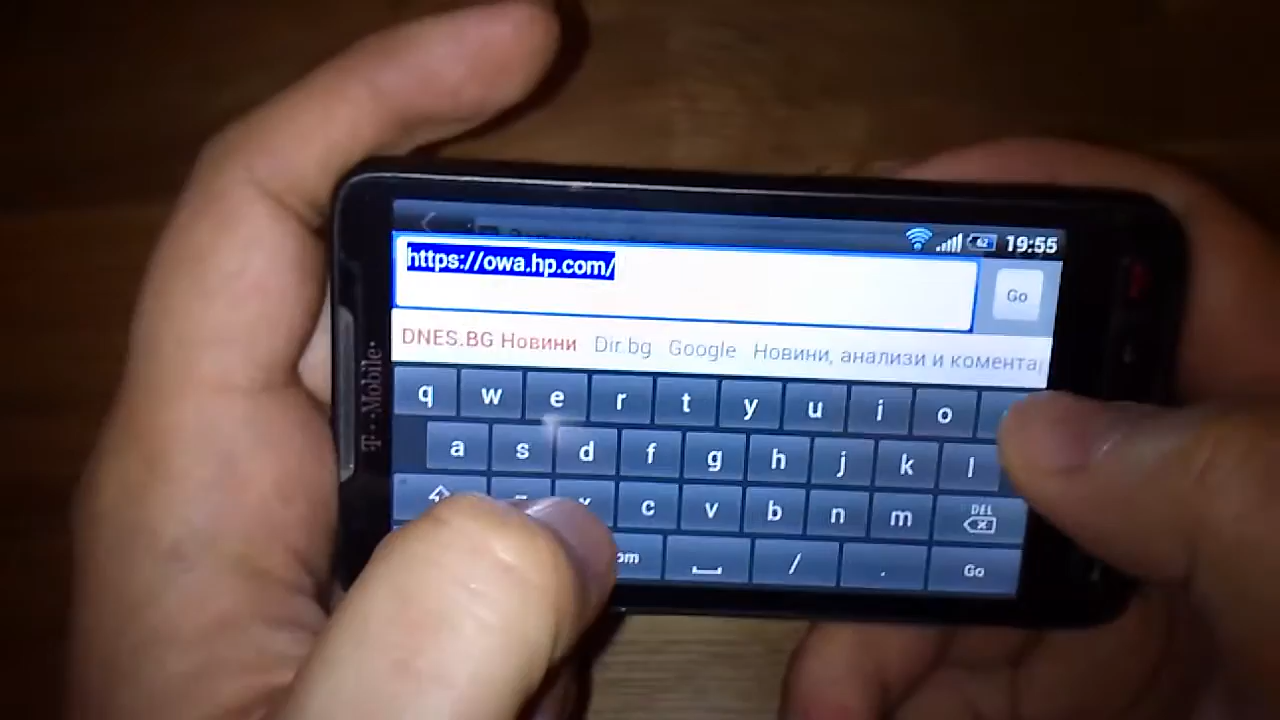 19:55
https://owa.hp.com/
Go
DNES.BG Новини Dir.bg Google Новини, анализи и комента
q w e r t y u i o
a s d f g h j k l
c v b n m DEL
/ . Go
T··Mobile·